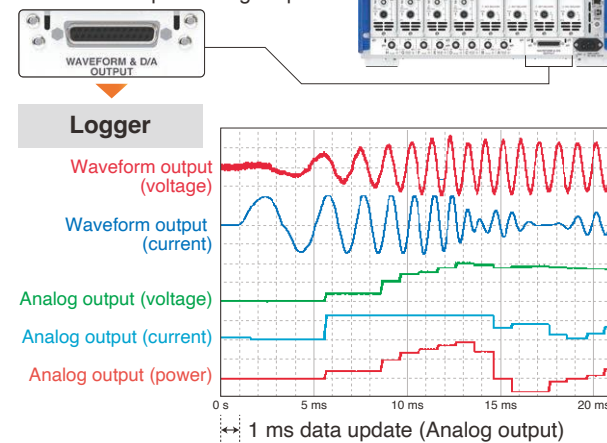 WAVEFORM & D/A
OUTPUT
Logger
Waveform output
(voltage)
Waveform output
(current)
Analog output (voltage)
Analog output (current)
Analog output (power)
0 s
5 ms
10 ms
15 ms
20 ms
1 ms data update (Analog output)